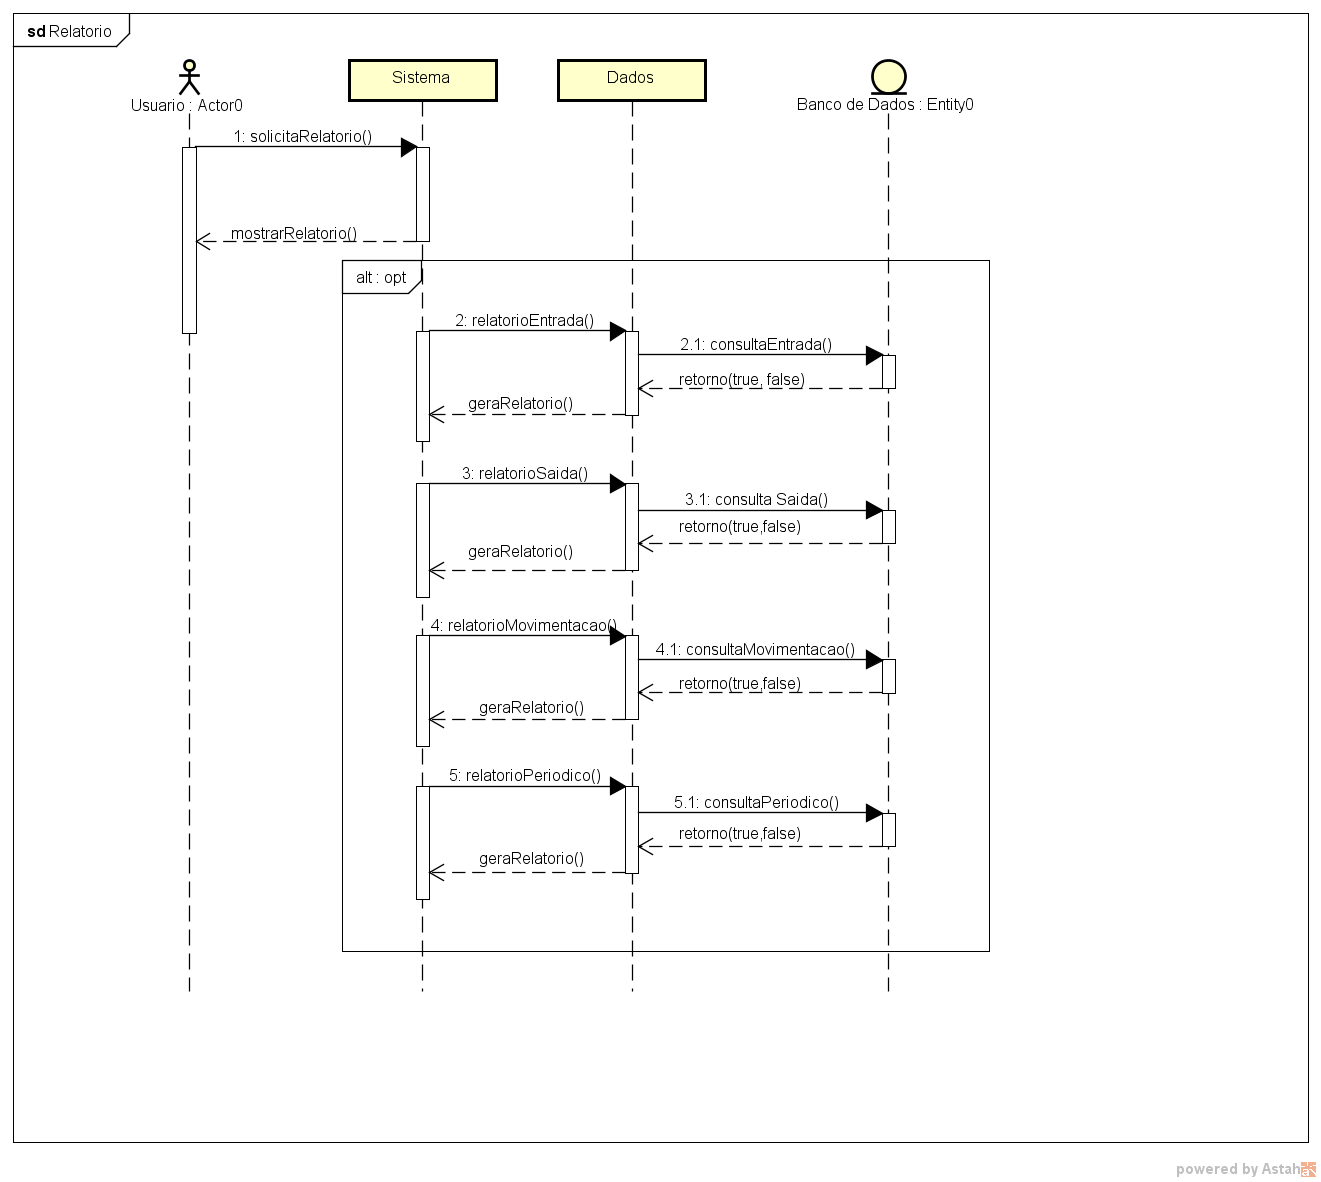 sd Relatorio
Sistema
Dados
Usuario : Actor0
Banco de Dados : Entity0
1: solicitaRelatorio()
mostrarRelatorio()
alt : opt
2: relatorioEntrada()
2.1: consultaEntrada()
retorno(true, false)
geraRelatorio()
3: relatorioSaida()
3.1: consulta Saida()
retorno(true,false)
geraRelatorio()
4: relatorioMovimentacao()
4.1: consultaMovimentacao()
retorno(true,false)
geraRelatorio()
5: relatorioPeriodico()
5.1: consultaPeriodico()
retorno(true,false)
geraRelatorio()
powered by Astah